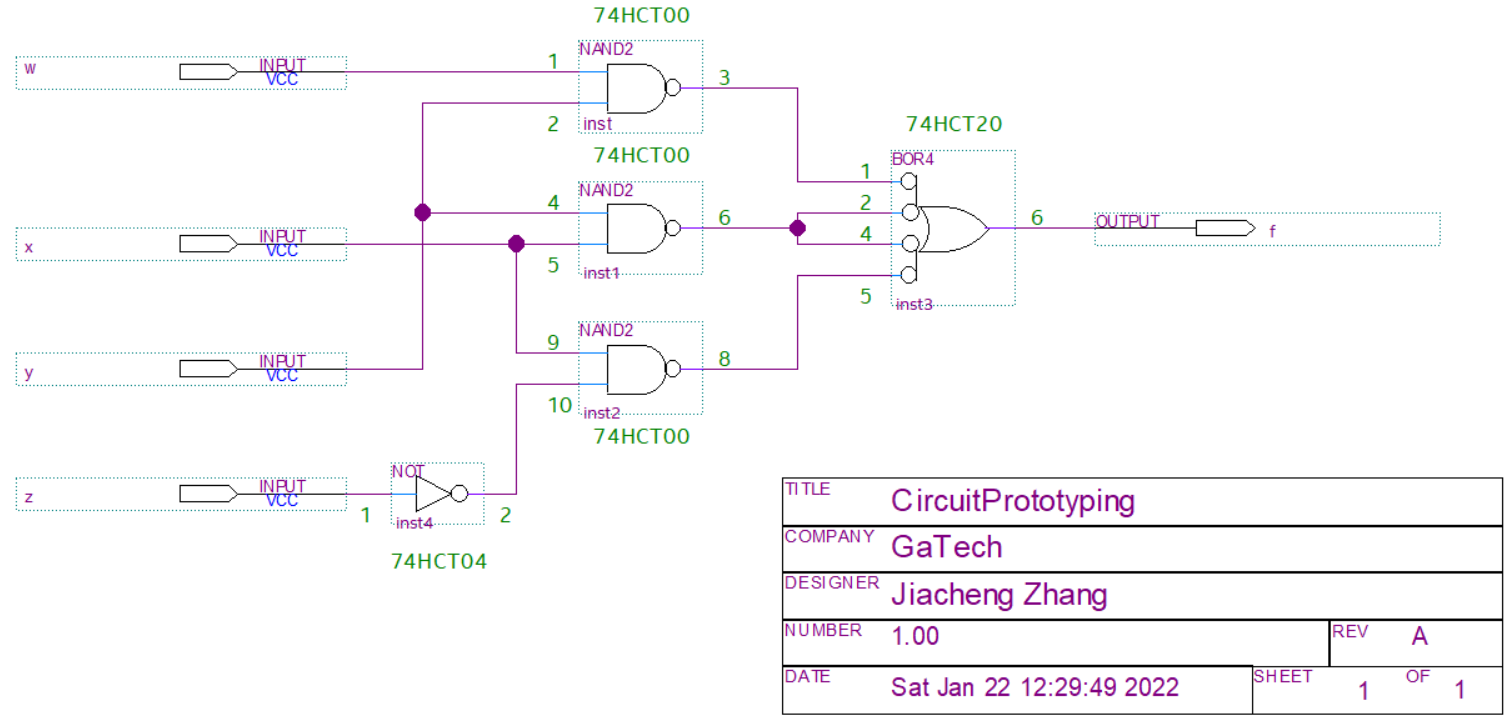 74HCT00
w
INPUT
VCC
1
NAND2
3
2
inst
74HCT20
74HCT00
BOR4
1
NAND2
4
6
2
6
OUTPUT
f
x
INPUT
VCC
4
5
inst1
5
inst3
NAND2
9
8
y
INPUT
VCC
10
inst2
74HCT00
z
INPUT
VCC
NOT
1
inst4
2
74HCT04
TITLE CircuitPrototyping
COMPANY GaTech
DESIGNER Jiacheng Zhang
NUMBER 1.00 REV A
DATE Sat Jan 22 12:29:49 2022 SHEET 1 OF 1